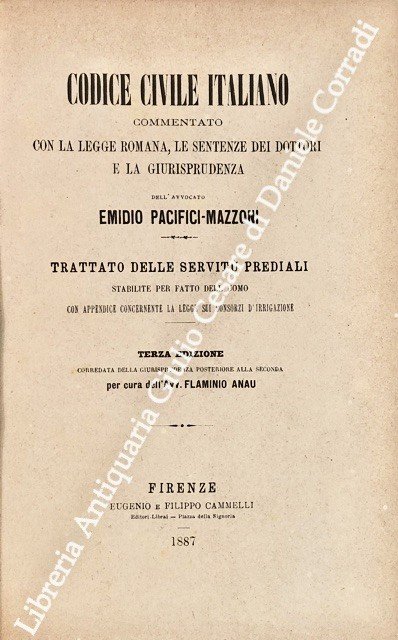 CODICE CIVILE ITALIANO
COMMENTATO
CON LA LEGGE ROMANA, LE SENTENZE DEI DOTTORI
E LA GIURISPRUDENZA
DELL'AVVOCATO
EMIDIO PACIFICI-MAZZONI
TRATTATO DELLE SERVITÙ PREDIALI
STABILITE PER FATTO DELL'UOMO
CON APPENDICE CONCERNENTE LA LEGGE SUI CONSORZI D'IRRIGAZIONE
TERZA EDIZIONE
CORREDATA DELLA GIURISPRUDENZA POSTERIORE ALLA SECONDA
per cura dell'Avv. FLAMINIO ANAU
FIRENZE
EUGENIO E FILIPPO CAMMELLI
Editori-Librai — Piazza della Signoria
1887
Libreria Antiquaria Giulio Cesare di Daniele Corradi